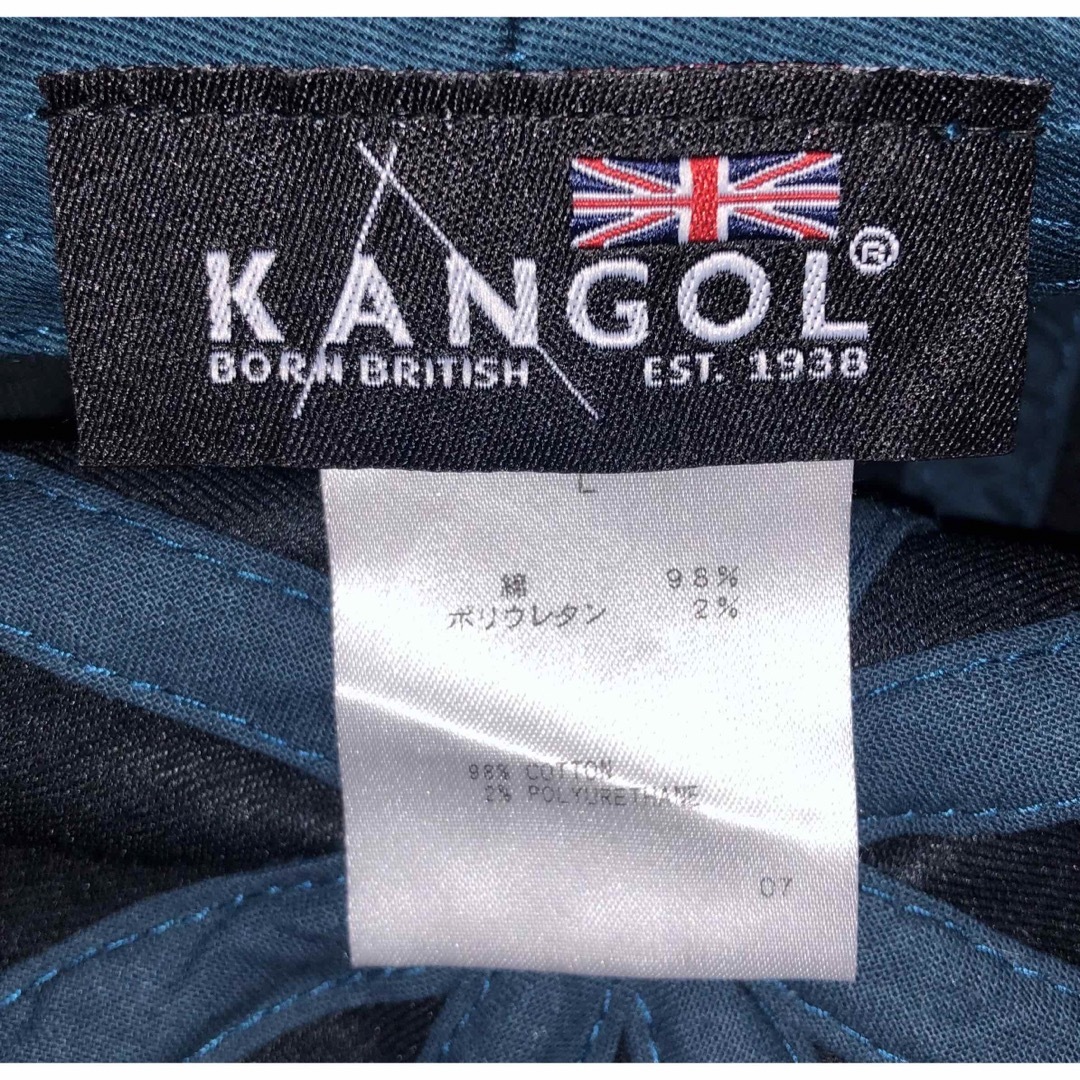 KANGOL®
BORN BRITISH EST. 1938
L
綿 98%
ポリウレタン 2%
98% COTTON
2% POLYURETHANE
07